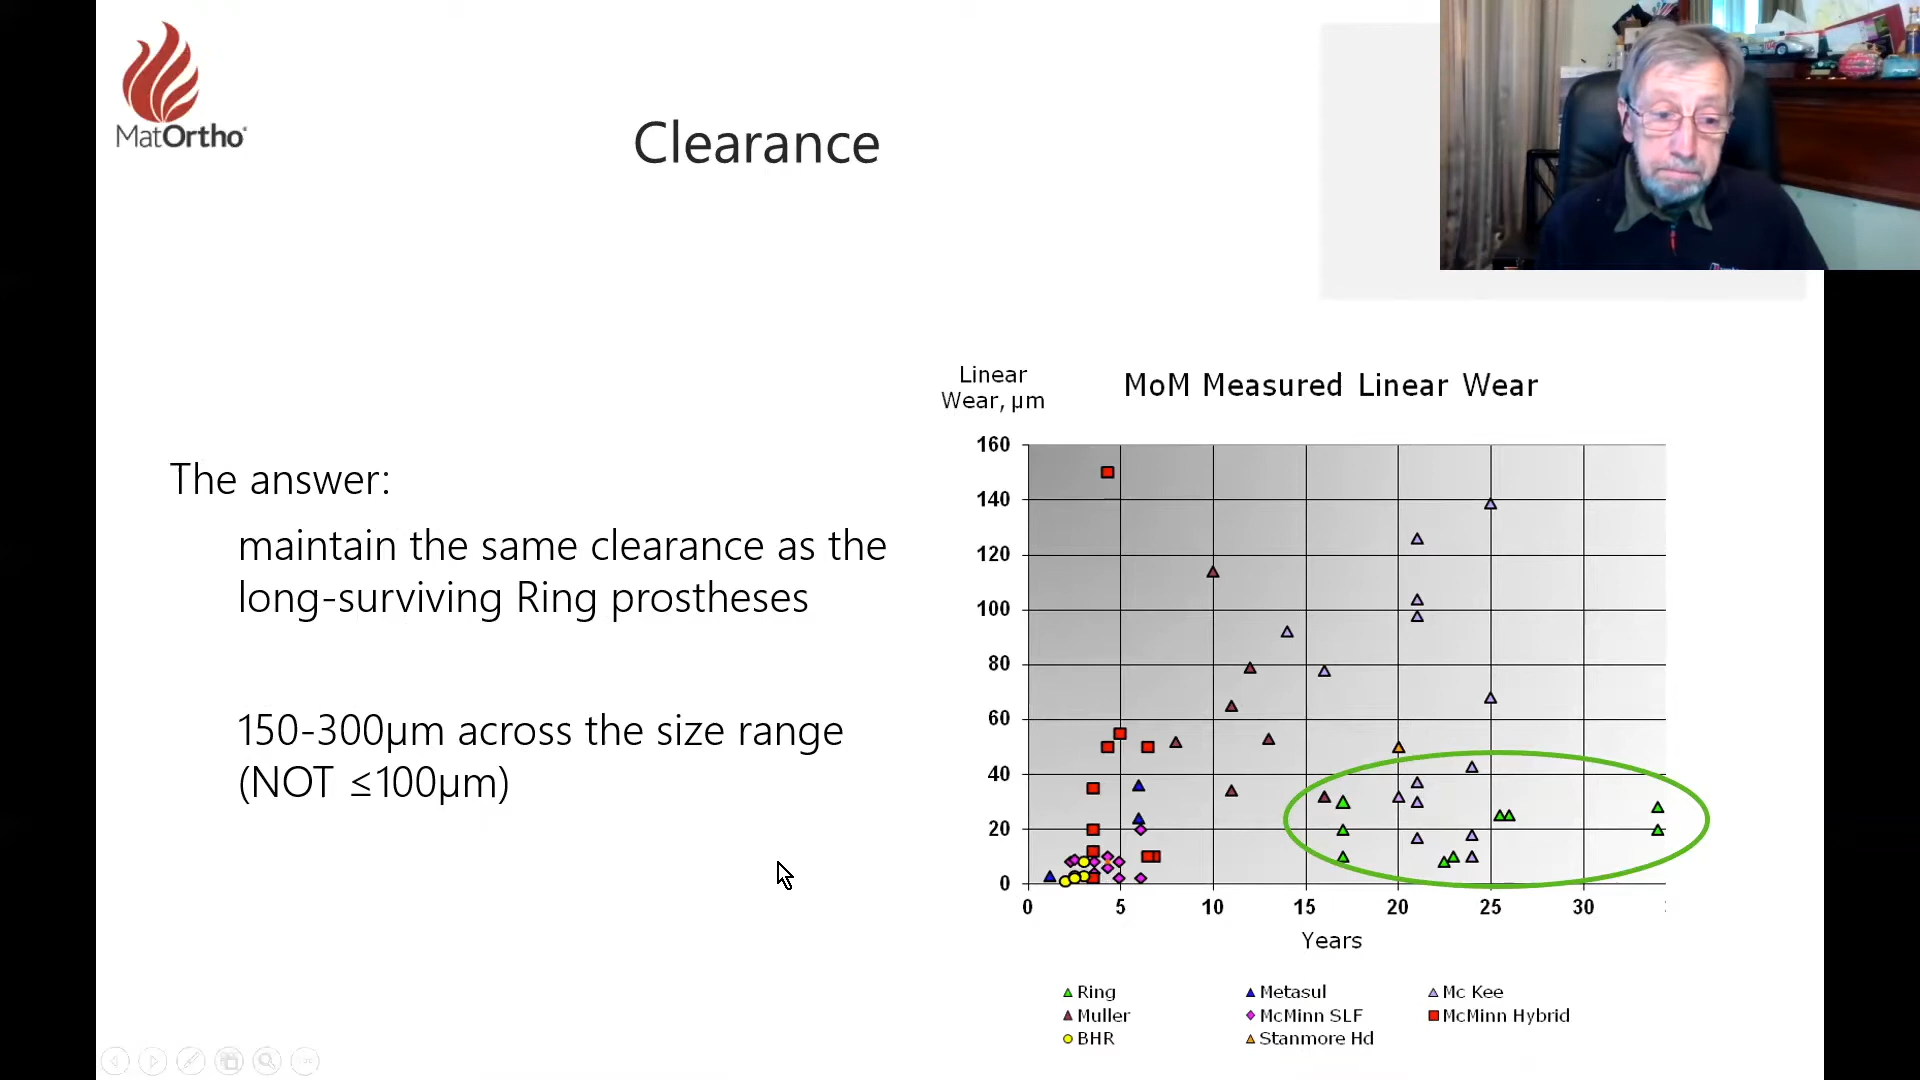 MatOrtho
Clearance
The answer:
maintain the same clearance as the
long-surviving Ring prostheses
150-300µm across the size range
(NOT ≤100µm)
Linear
Wear, µm
MoM Measured Linear Wear
160
140
120
100
80
60
40
20
0
0 5 10 15 20 25 30
Years
Ring Metasul Mc Kee
Muller McMinn SLF McMinn Hybrid
BHR Stanmore Hd